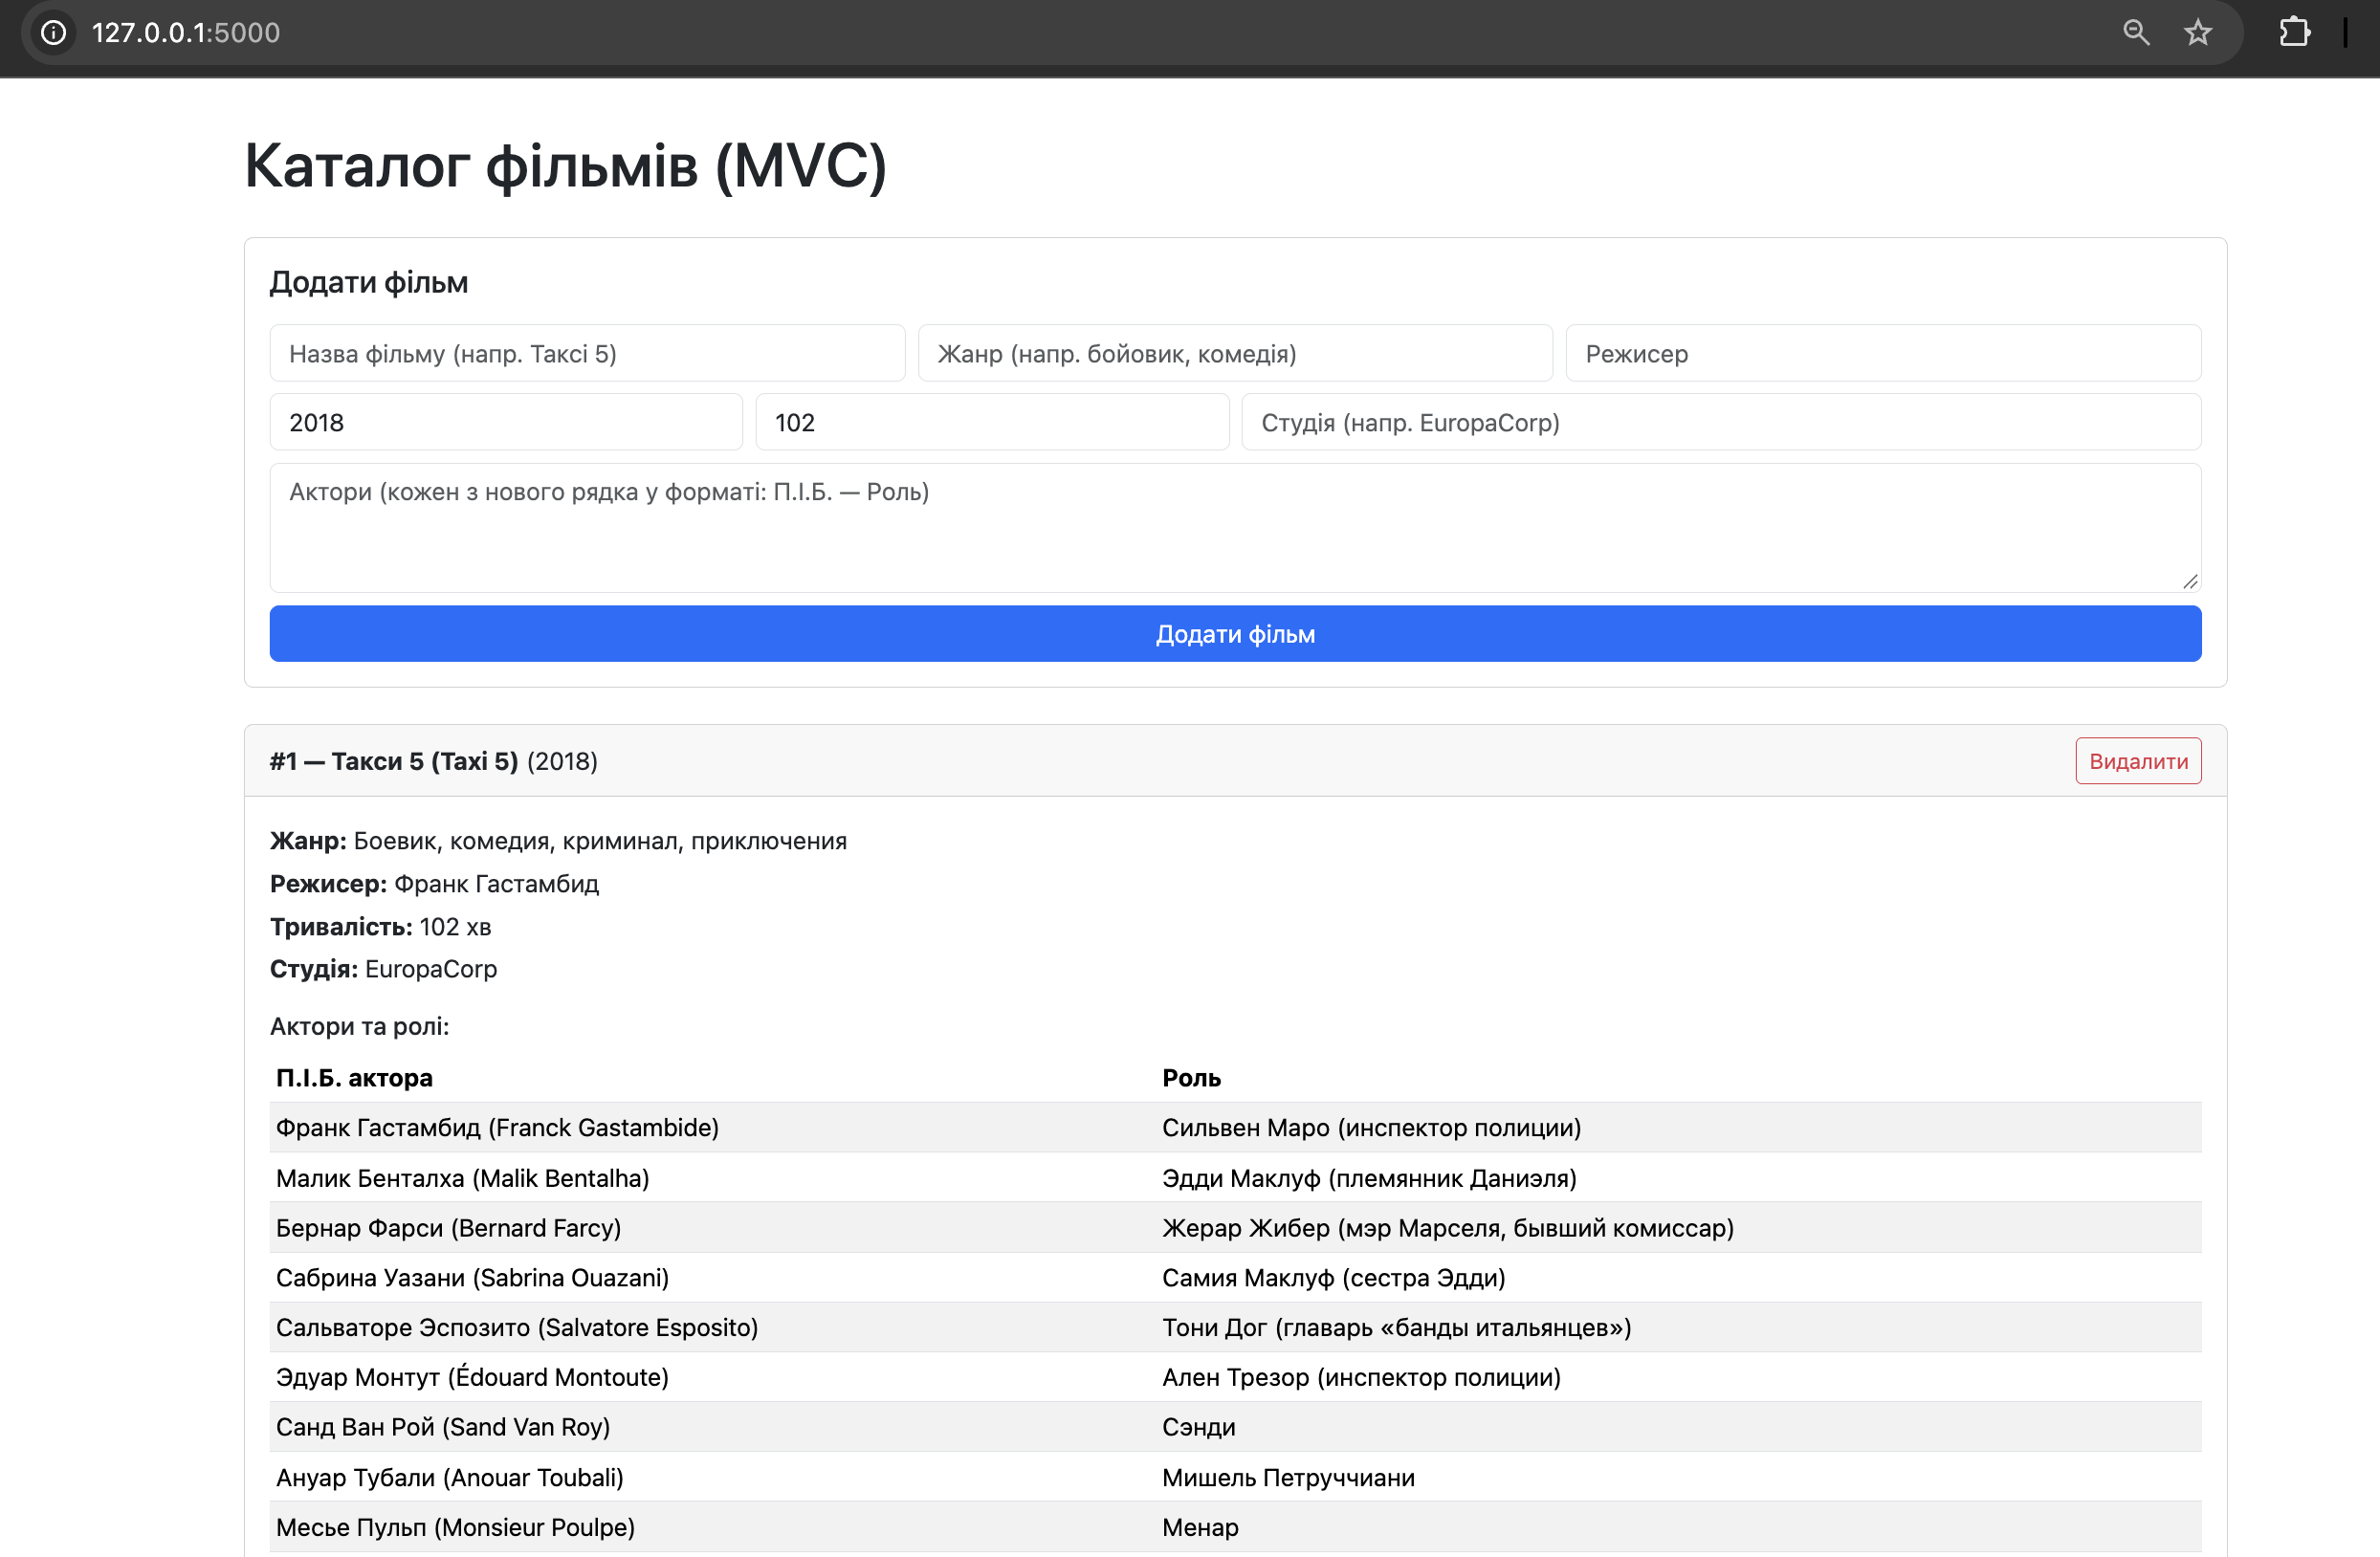 127.0.0.1:5000
Каталог фільмів (MVC)
Додати фільм
Назва фільму (напр. Таксі 5)
Жанр (напр. бойовик, комедія)
Режисер
2018
102
Студія (напр. EuropaCorp)
Актори (кожен з нового рядка у форматі: П.І.Б. — Роль)
Додати фільм
#1 — Такси 5 (Taxi 5) (2018)
Видалити
Жанр: Боевик, комедия, криминал, приключения
Режисер: Франк Гастамбид
Тривалість: 102 хв
Студія: EuropaCorp
Актори та ролі:
П.І.Б. актора Роль
Франк Гастамбид (Franck Gastambide) Сильвен Маро (инспектор полиции)
Малик Бенталха (Malik Bentalha) Эдди Маклуф (племянник Даниэля)
Бернар Фарси (Bernard Farcy) Жерар Жибер (мэр Марселя, бывший комиссар)
Сабрина Уазани (Sabrina Ouazani) Самия Маклуф (сестра Эдди)
Сальваторе Эспозито (Salvatore Esposito) Тони Дог (главарь «банды итальянцев»)
Эдуар Монтут (Édouard Montoute) Ален Трезор (инспектор полиции)
Санд Ван Рой (Sand Van Roy) Сэнди
Ануар Тубали (Anouar Toubali) Мишель Петруччиани
Месье Пульп (Monsieur Poulpe) Менар